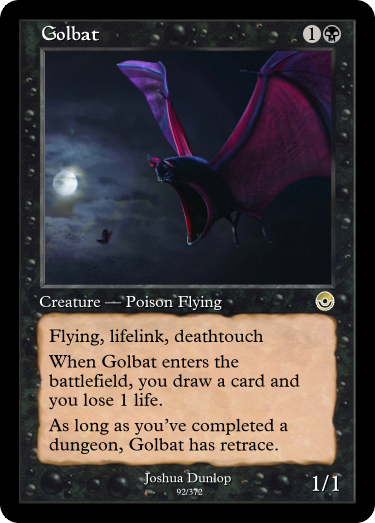 Golbat 1
Creature — Poison Flying
Flying, lifelink, deathtouch
When Golbat enters the
battlefield, you draw a card and
you lose 1 life.
As long as you've completed a
dungeon, Golbat has retrace.
Joshua Dunlop
92/372
1/1